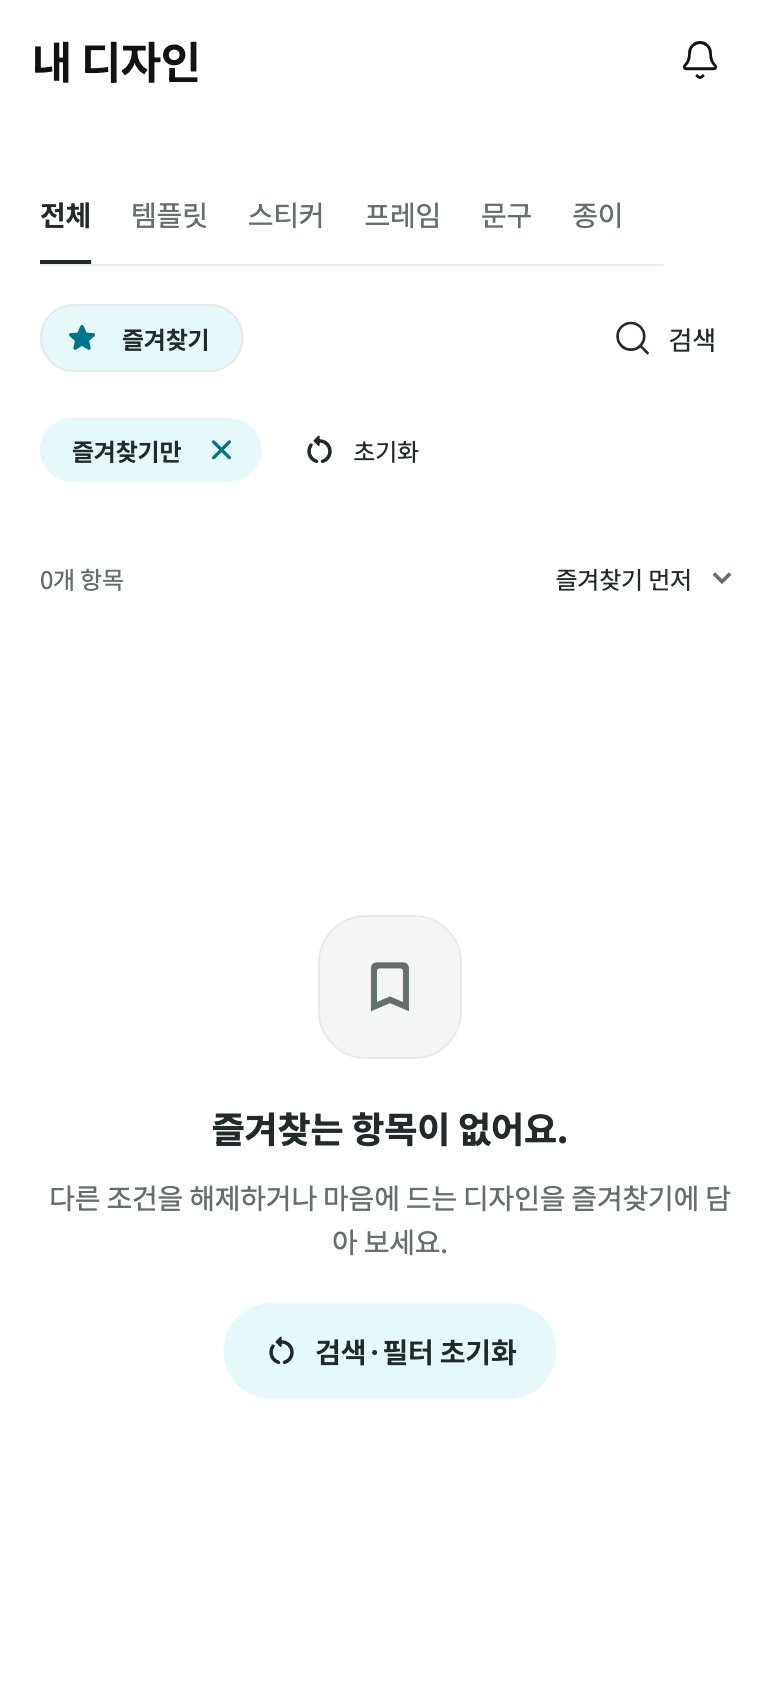 내 디자인
전체 템플릿 스티커 프레임 문구 종이
즐겨찾기 검색
즐겨찾기만 초기화
0개 항목 즐겨찾기 먼저
즐겨찾는 항목이 없어요.
다른 조건을 해제하거나 마음에 드는 디자인을 즐겨찾기에 담
아 보세요.
검색·필터 초기화